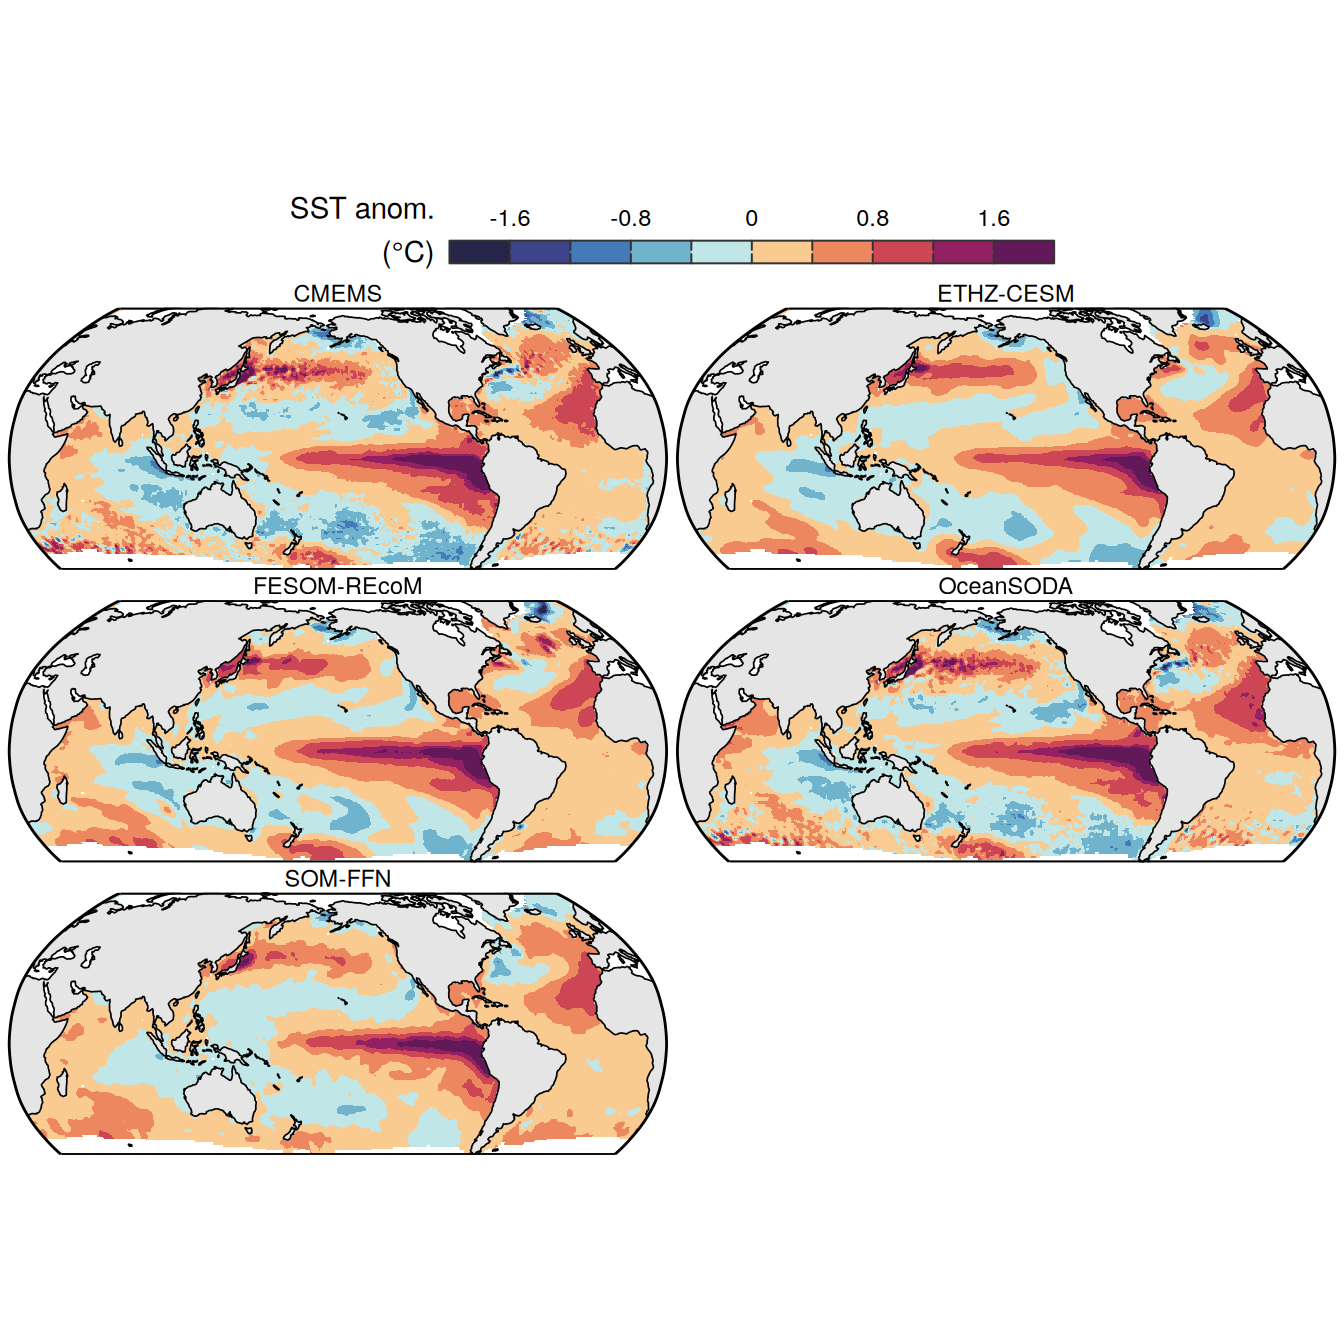 SST anom.
(°C)
-1.6 -0.8 0 0.8 1.6
CMEMS
ETHZ-CESM
FESOM-REcoM
OceanSODA
SOM-FFN